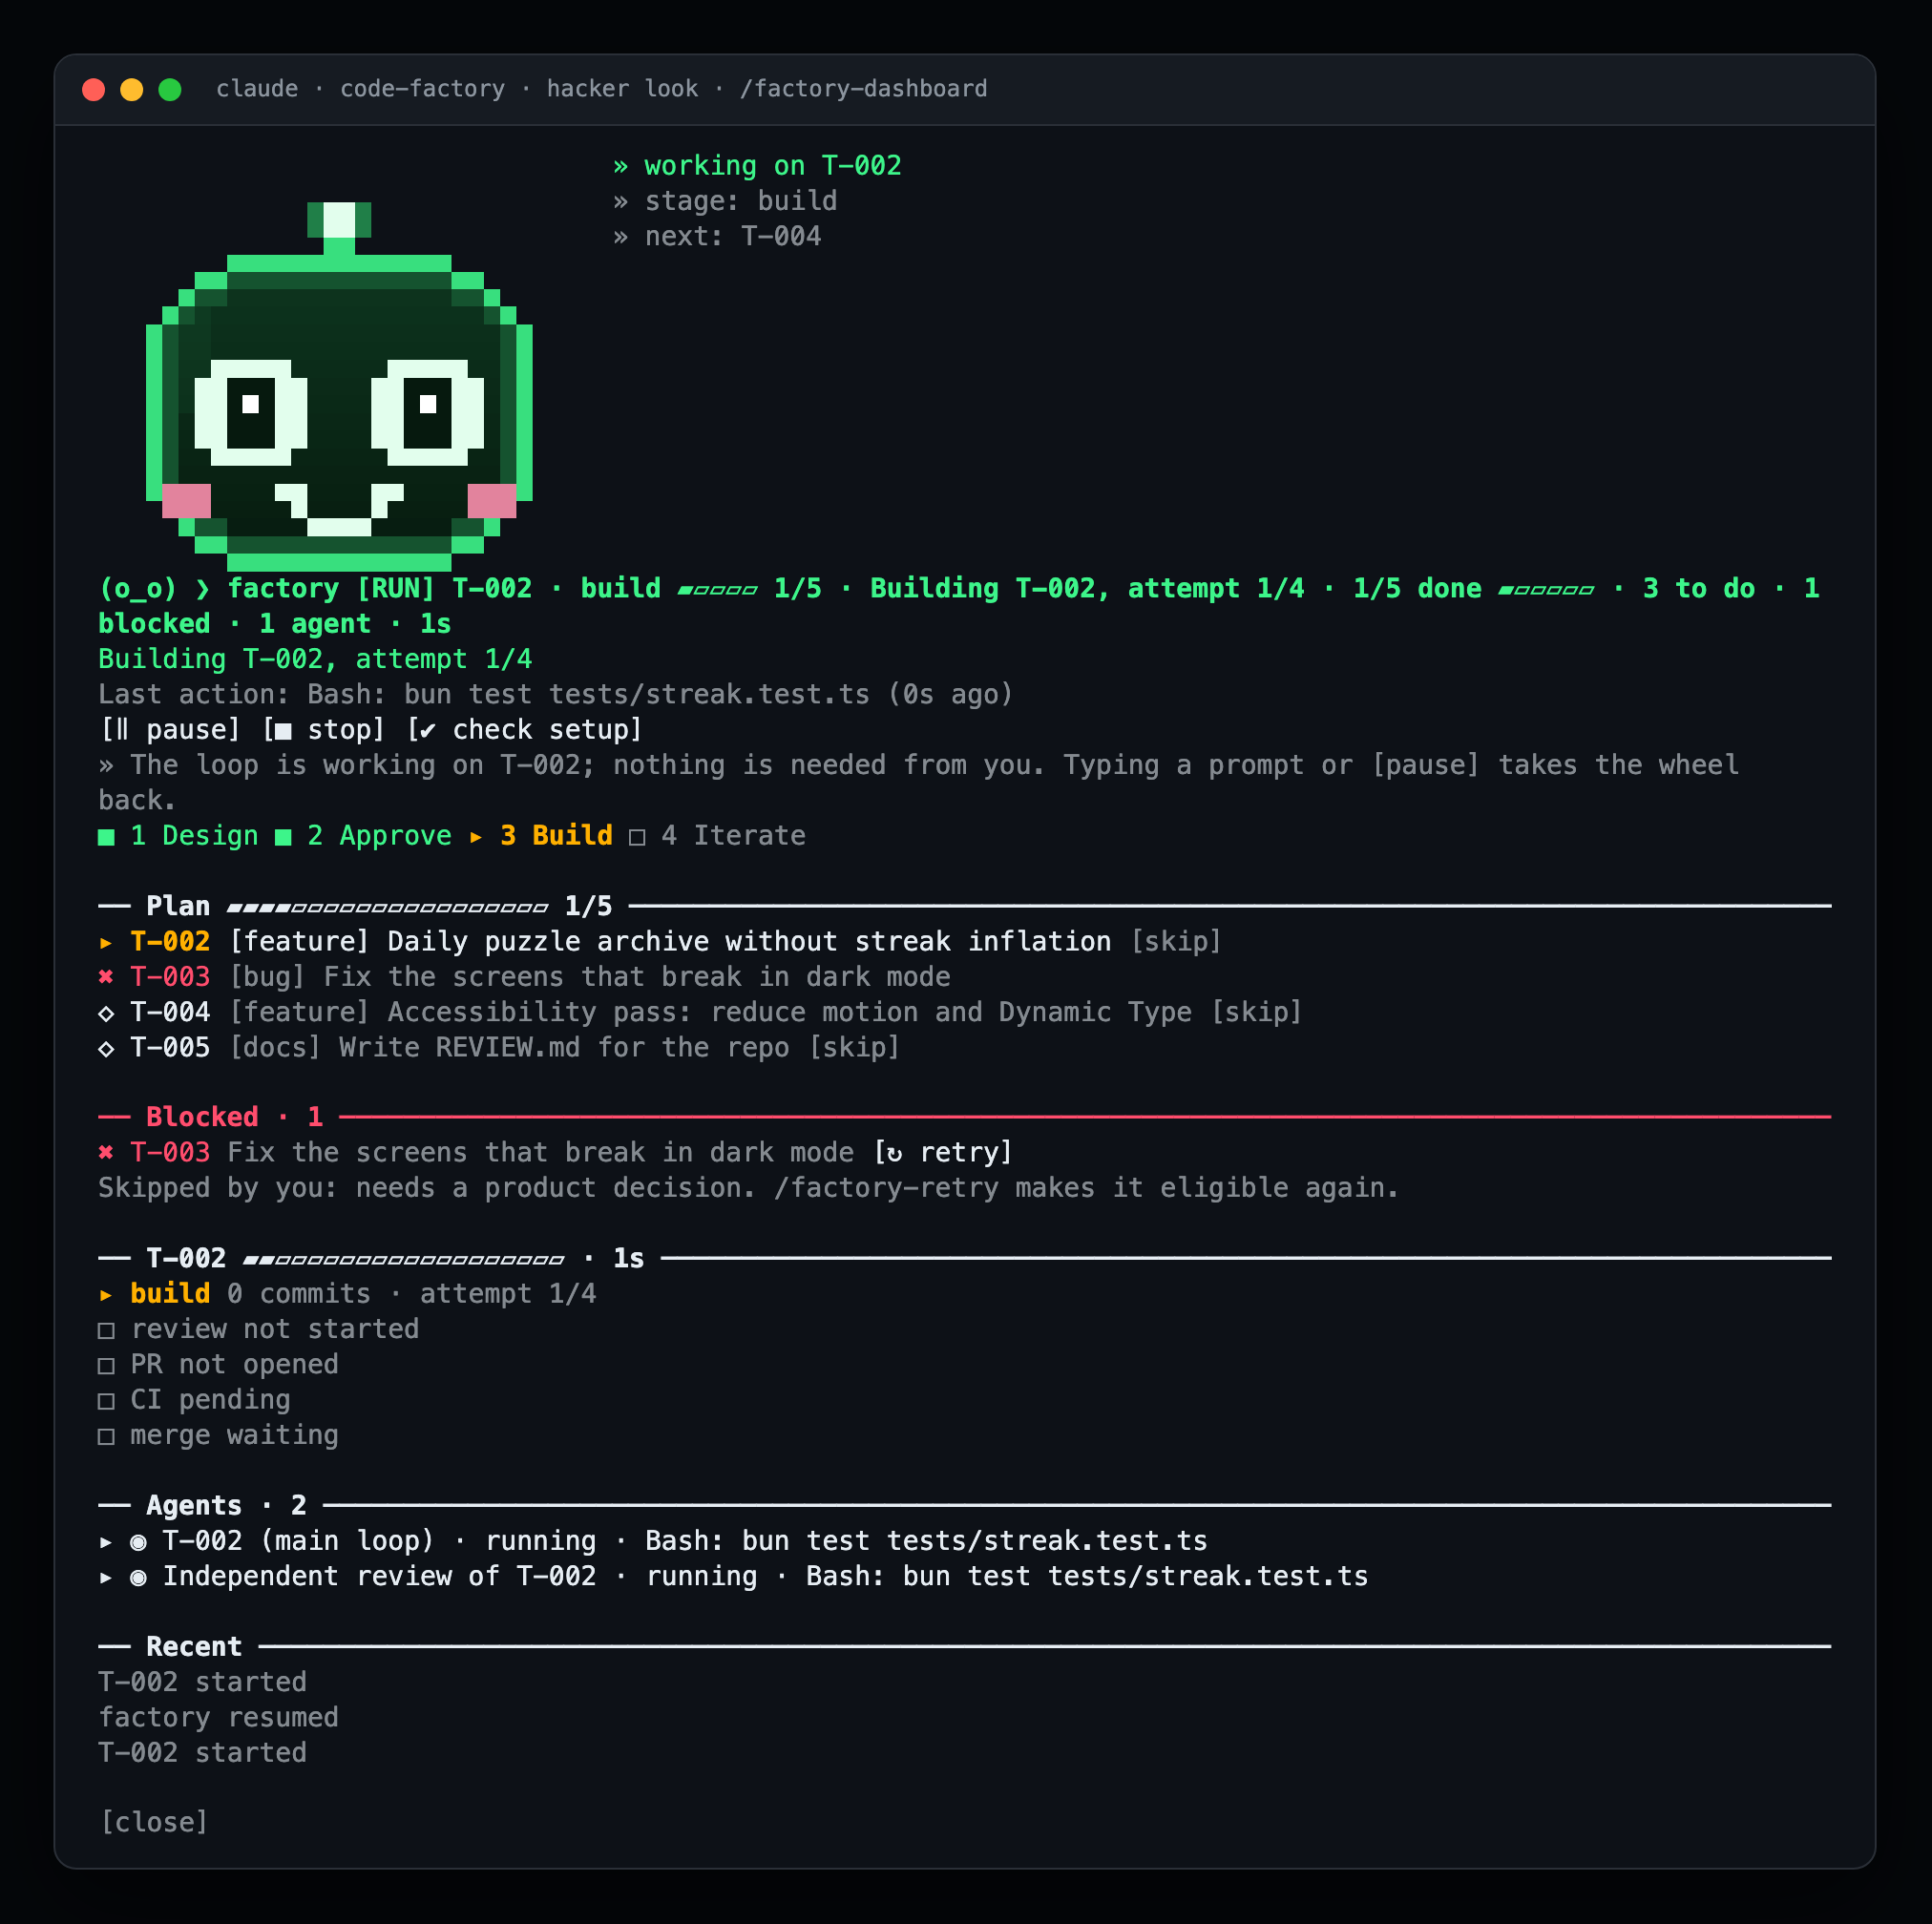 claude · code-factory · hacker look · /factory-dashboard
» working on T-002
» stage: build
» next: T-004
(o_o) ❯ factory [RUN] T-002 · build ▰▱▱▱▱ 1/5 · Building T-002, attempt 1/4 · 1/5 done ▰▱▱▱▱▱ · 3 to do · 1
blocked · 1 agent · 1s
Building T-002, attempt 1/4
Last action: Bash: bun test tests/streak.test.ts (0s ago)
[‖ pause] [■ stop] [✔ check setup]
» The loop is working on T-002; nothing is needed from you. Typing a prompt or [pause] takes the wheel
back.
■ 1 Design ■ 2 Approve ▸ 3 Build □ 4 Iterate
── Plan ▰▰▰▰▱▱▱▱▱▱▱▱▱▱▱▱▱▱▱▱ 1/5 ──
▸ T-002 [feature] Daily puzzle archive without streak inflation [skip]
✖ T-003 [bug] Fix the screens that break in dark mode
◇ T-004 [feature] Accessibility pass: reduce motion and Dynamic Type [skip]
◇ T-005 [docs] Write REVIEW.md for the repo [skip]
── Blocked · 1 ──
✖ T-003 Fix the screens that break in dark mode [↻ retry]
Skipped by you: needs a product decision. /factory-retry makes it eligible again.
── T-002 ▰▰▱▱▱▱▱▱▱▱▱▱▱▱▱▱▱▱▱▱ · 1s ──
▸ build 0 commits · attempt 1/4
□ review not started
□ PR not opened
□ CI pending
□ merge waiting
── Agents · 2 ──
▸ ◉ T-002 (main loop) · running · Bash: bun test tests/streak.test.ts
▸ ◉ Independent review of T-002 · running · Bash: bun test tests/streak.test.ts
── Recent ──
T-002 started
factory resumed
T-002 started
[close]